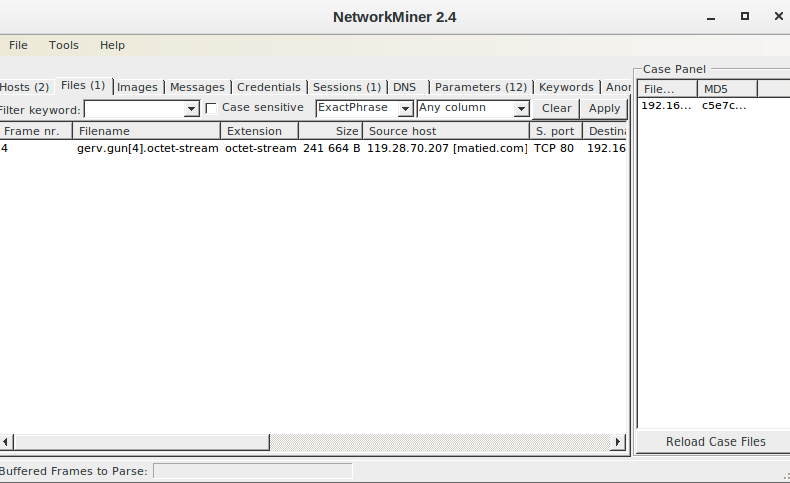 NetworkMiner 2.4
File Tools Help
Case Panel
Hosts (2) Files (1) Images Messages Credentials Sessions (1) DNS Parameters (12) Keywords Anor
Filter keyword: Case sensitive ExactPhrase Any column Clear Apply
File... MD5
192.16... c5e7c...
Frame nr. Filename Extension Size Source host S. port Destina
4 gerv.gun[4].octet-stream octet-stream 241 664 B 119.28.70.207 [matied.com] TCP 80 192.16
Reload Case Files
Buffered Frames to Parse: